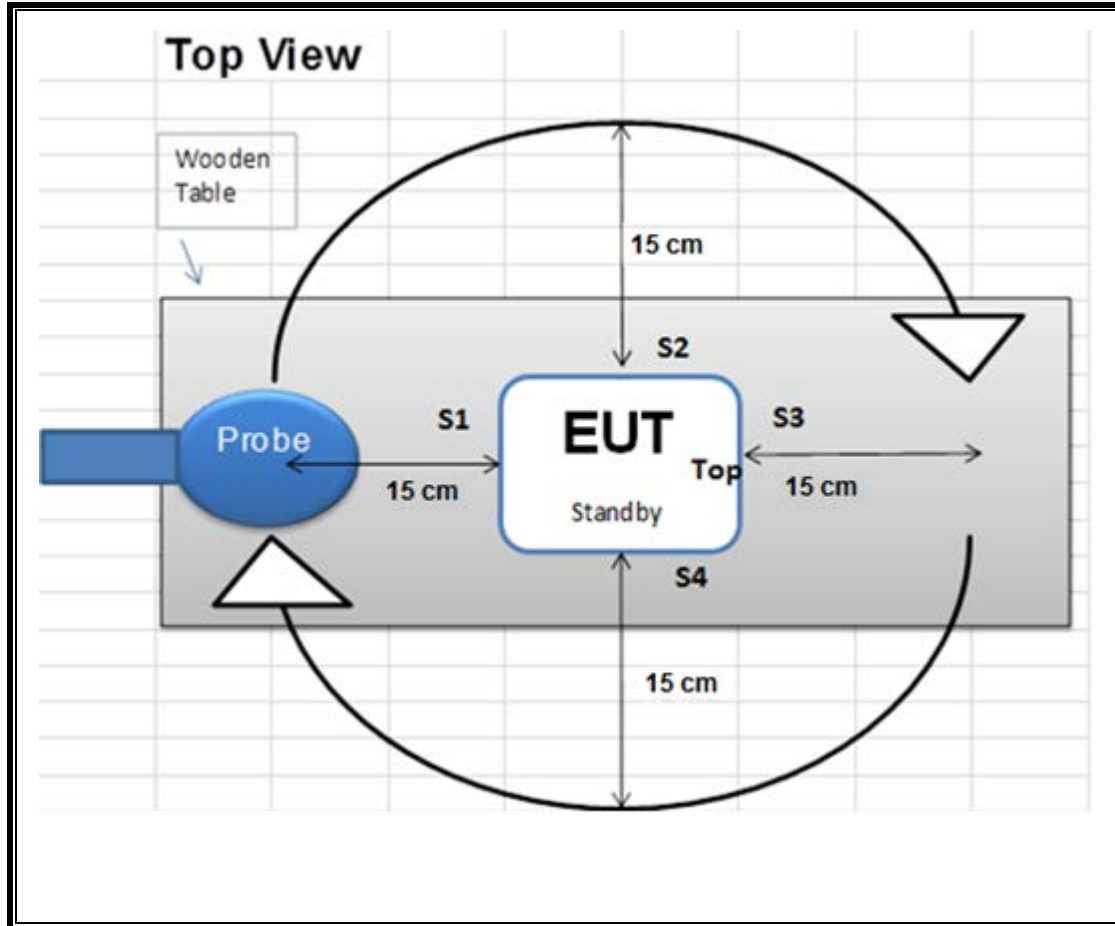 Top View
Wooden
Table
15 cm
S2
S1
S3
Probe
EUT
Top
15 cm
15 cm
Standby
S4
15 cm